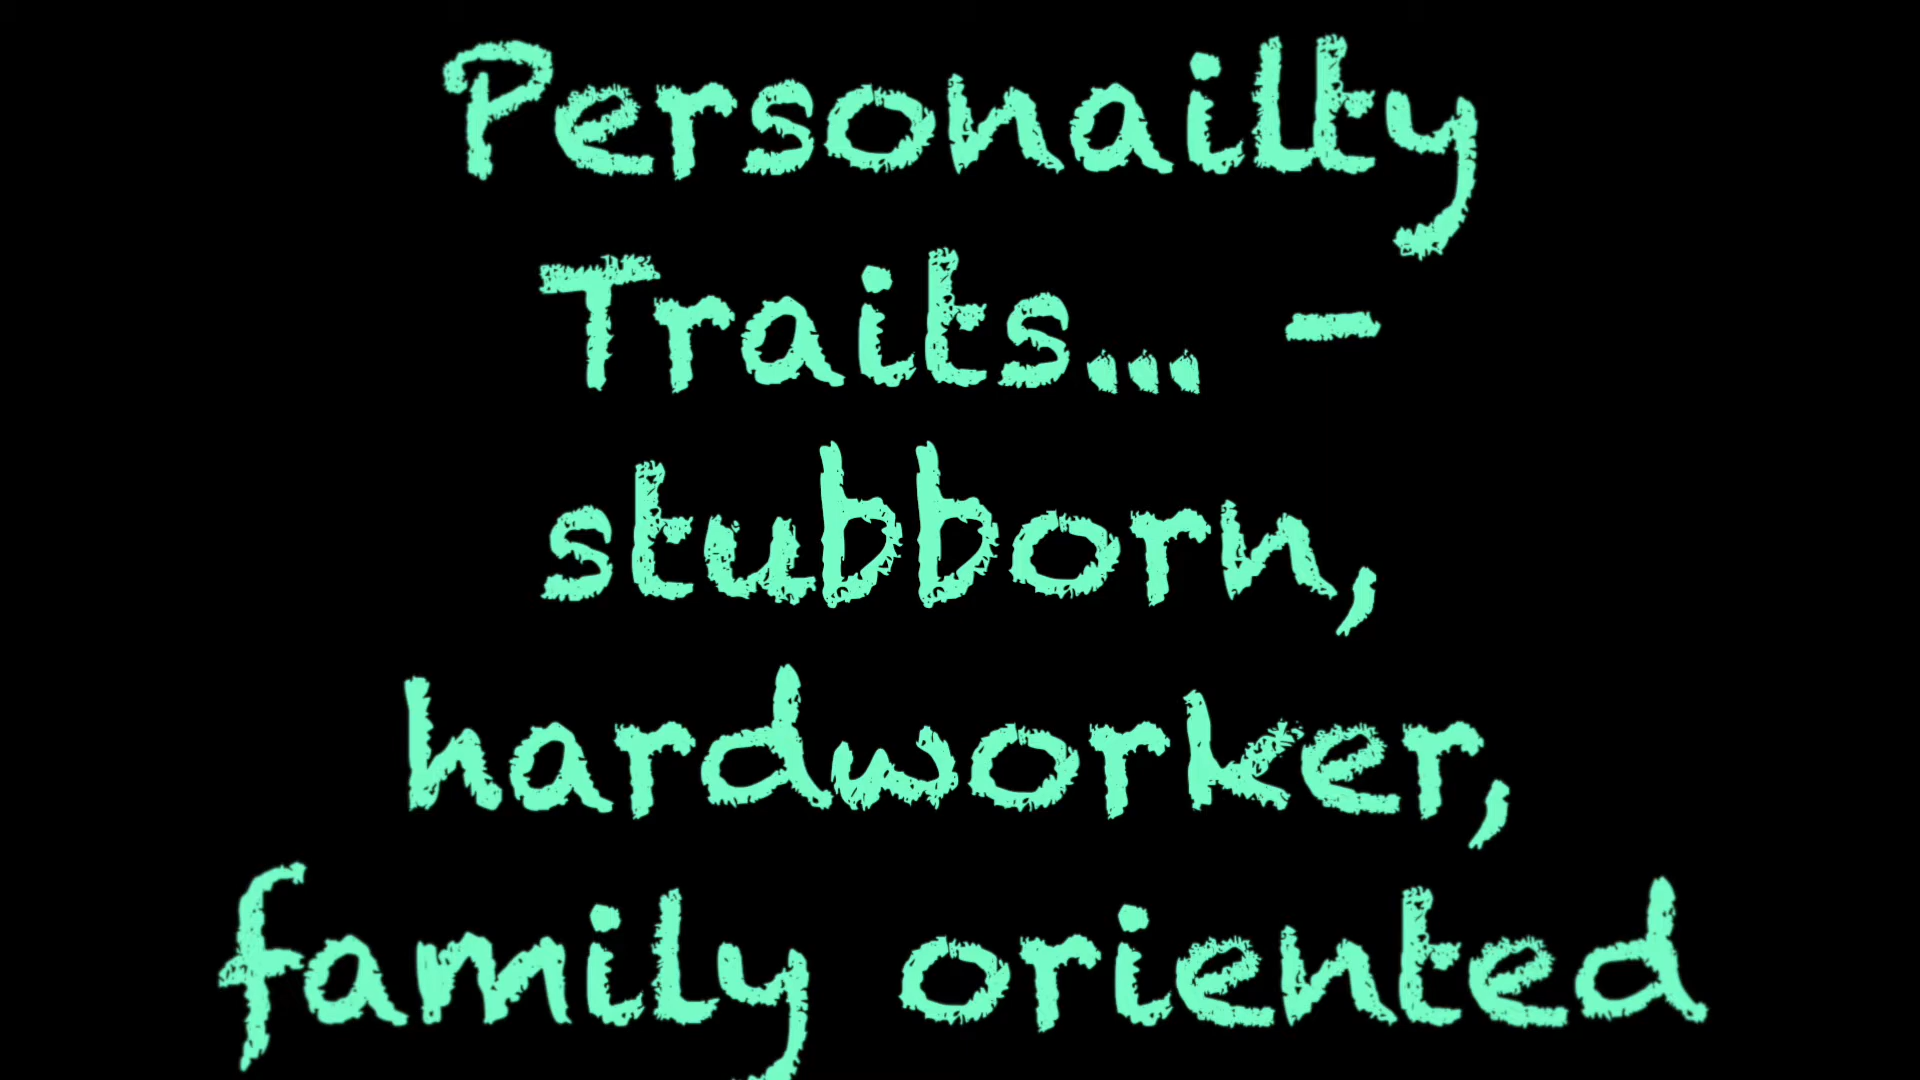 Personailty
Traits... -
stubborn,
hardworker,
family oriented